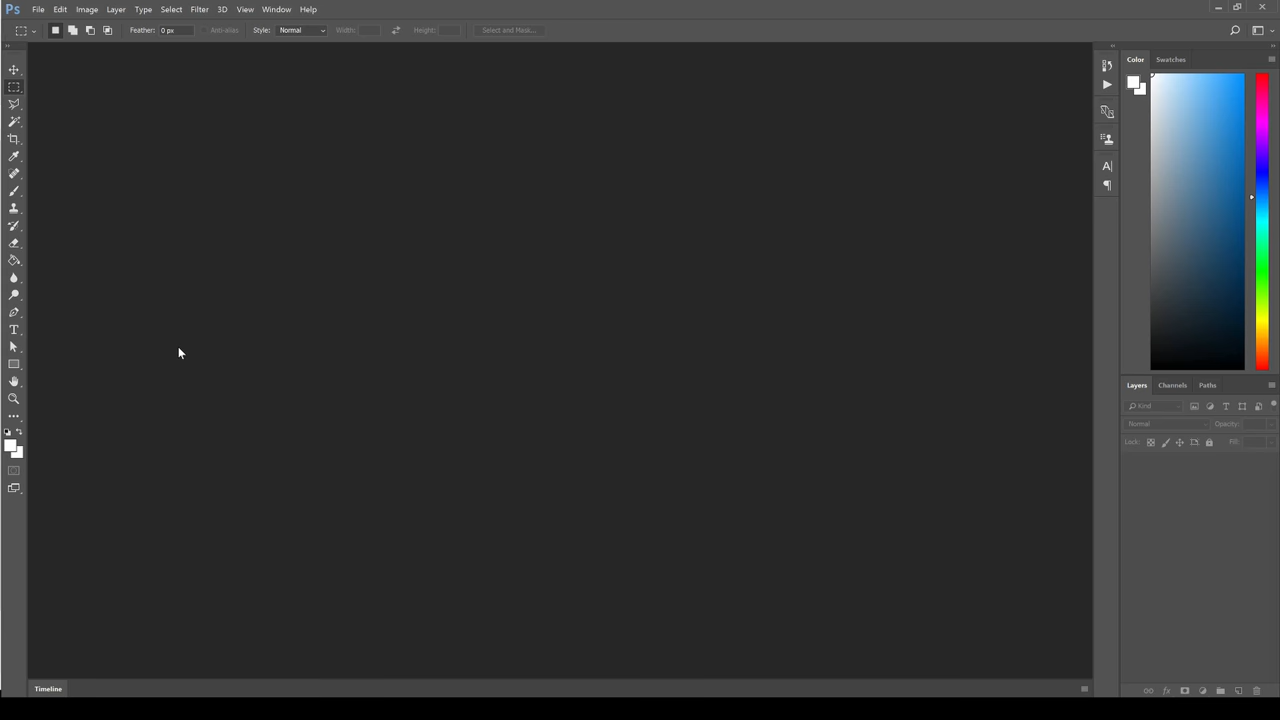 Ps File Edit Image Layer Type Select Filter 3D View Window Help
Feather: 0 px Anti-alias Style: Normal Width: Height: Select and Mask...
Color Swatches
Layers Channels Paths
Kind
Normal Opacity:
Lock: Fill:
Timeline